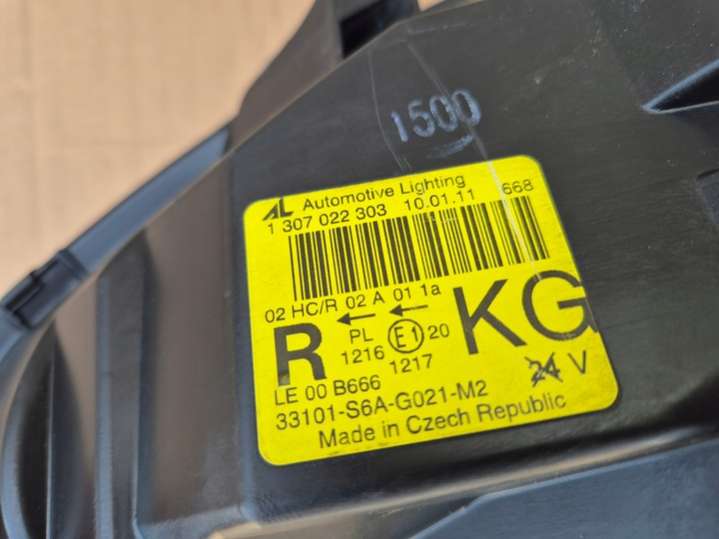 1500
AL Automotive Lighting
1 307 022 303 10.01.11 668
02 HC/R 02 A 01 1a
R ← ← KG
PL E1 20
1216 1217
LE 00 B666 24 V
33101-S6A-G021-M2
Made in Czech Republic